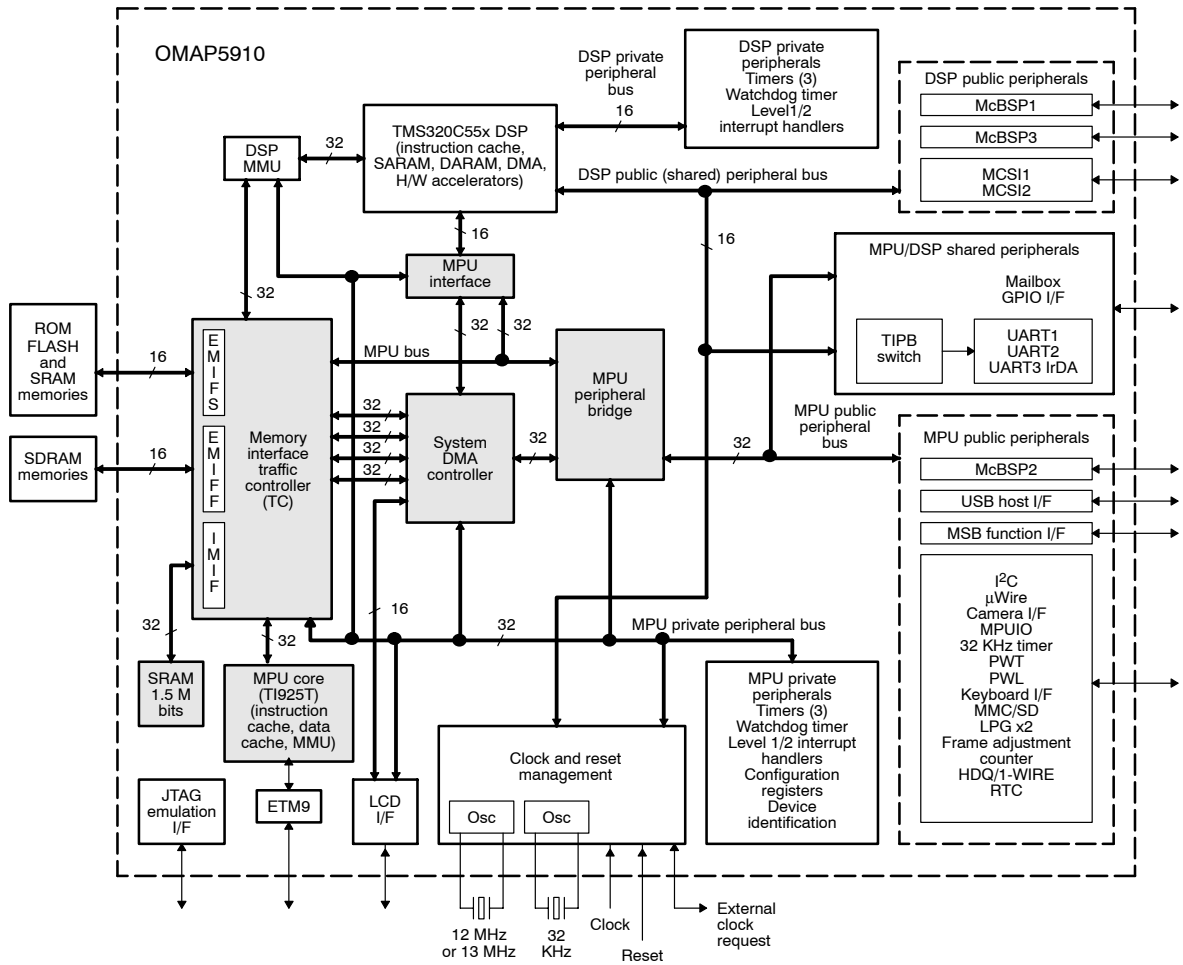 OMAP5910
DSP private
peripheral
bus
16
DSP private
peripherals
Timers (3)
Watchdog timer
Level1/2
interrupt handlers
DSP public peripherals
McBSP1
McBSP3
MCSI1
MCSI2
TMS320C55x DSP
(instruction cache,
SARAM, DARAM, DMA,
H/W accelerators)
DSP
MMU
32
DSP public (shared) peripheral bus
16
16
MPU
interface
32
32
32
MPU/DSP shared peripherals
Mailbox
GPIO I/F
TIPB
switch
UART1
UART2
UART3 IrDA
ROM
FLASH
and
SRAM
memories
16
SDRAM
memories
16
E
M
I
F
S
E
M
I
F
F
I
M
I
F
Memory
interface
traffic
controller
(TC)
MPU bus
32
32
32
32
System
DMA
controller
32
MPU
peripheral
bridge
32
MPU public
peripheral
bus
MPU public peripherals
McBSP2
USB host I/F
MSB function I/F
I2C
μWire
Camera I/F
MPUIO
32 KHz timer
PWT
PWL
Keyboard I/F
MMC/SD
LPG x2
Frame adjustment
counter
HDQ/1-WIRE
RTC
32
32
16
32
MPU private peripheral bus
SRAM
1.5 M
bits
MPU core
(TI925T)
(instruction
cache, data
cache, MMU)
JTAG
emulation
I/F
ETM9
LCD
I/F
Clock and reset
management
Osc
Osc
MPU private
peripherals
Timers (3)
Watchdog timer
Level 1/2 interrupt
handlers
Configuration
registers
Device
identification
12 MHz
or 13 MHz
32
KHz
Clock
Reset
External
clock
request